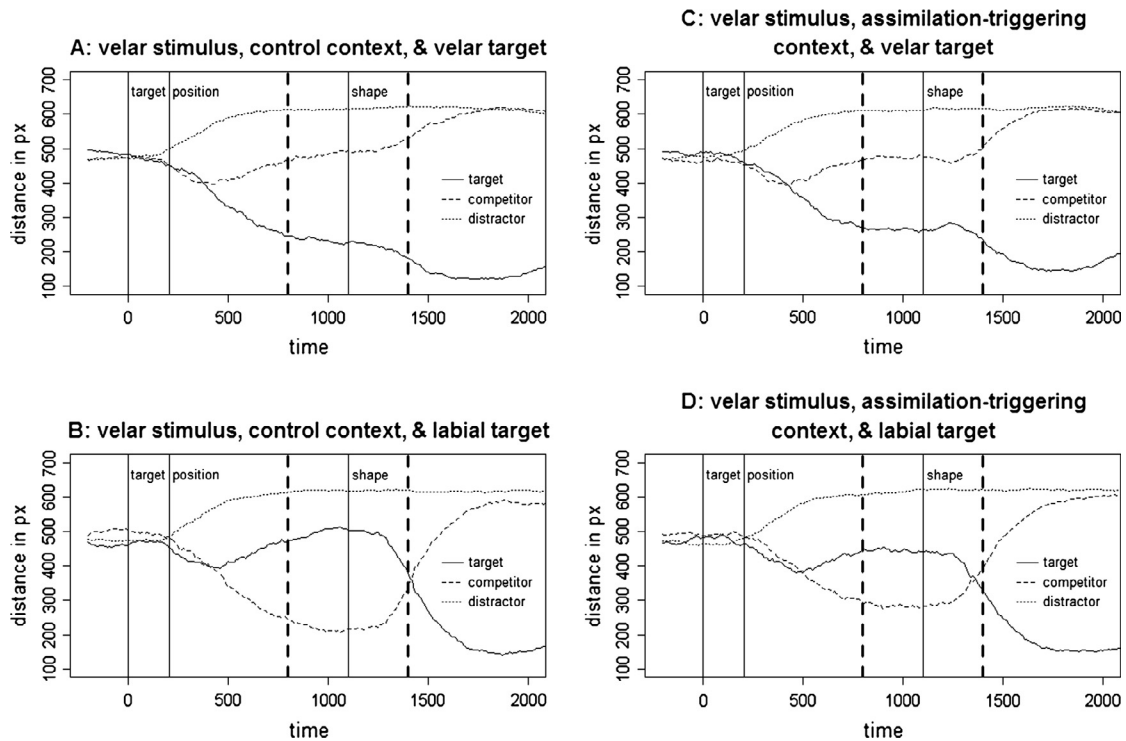 A: velar stimulus, control context, & velar target
distance in px
100 200 300 400 500 600 700
target position shape
target
competitor
distractor
0 500 1000 1500 2000
time
C: velar stimulus, assimilation-triggering
context, & velar target
distance in px
100 200 300 400 500 600 700
target position shape
target
competitor
distractor
0 500 1000 1500 2000
time
B: velar stimulus, control context, & labial target
distance in px
100 200 300 400 500 600 700
target position shape
target
competitor
distractor
0 500 1000 1500 2000
time
D: velar stimulus, assimilation-triggering
context, & labial target
distance in px
100 200 300 400 500 600 700
target position shape
target
competitor
distractor
0 500 1000 1500 2000
time